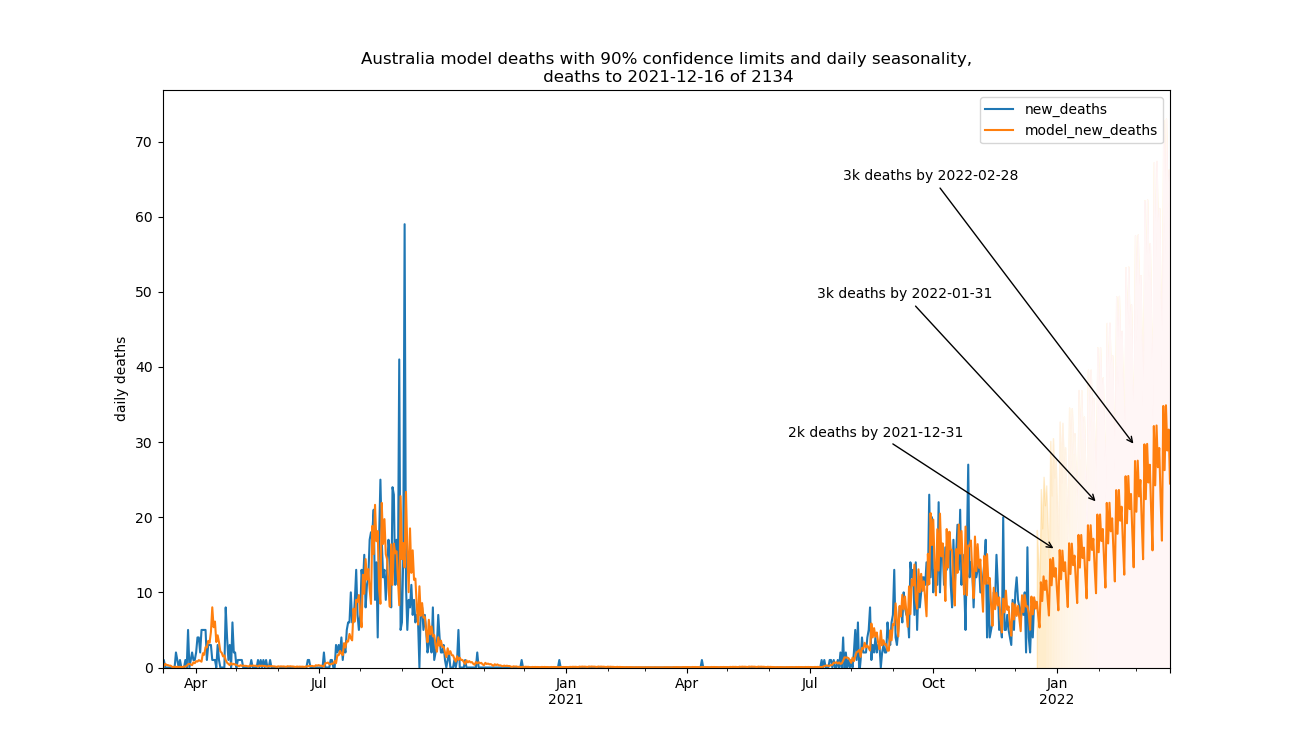 Australia model deaths with 90% confidence limits and daily seasonality,
deaths to 2021-12-16 of 2134
new_deaths
model_new_deaths
3k deaths by 2022-02-28
3k deaths by 2022-01-31
2k deaths by 2021-12-31
daily deaths
70
60
50
40
30
20
10
0
Apr
Jul
Oct
Jan
2021
Apr
Jul
Oct
Jan
2022